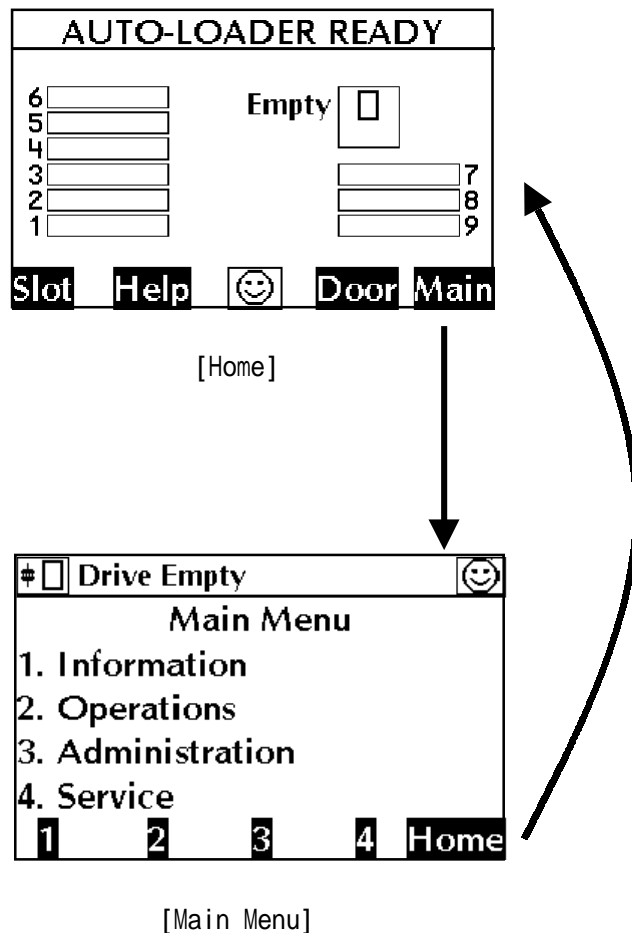 AUTO-LOADER READY
6
5
4
3
2
1
Empty
7
8
9
Slot Help Door Main
[Home]
Drive Empty
Main Menu
1. Information
2. Operations
3. Administration
4. Service
1 2 3 4 Home
[Main Menu]